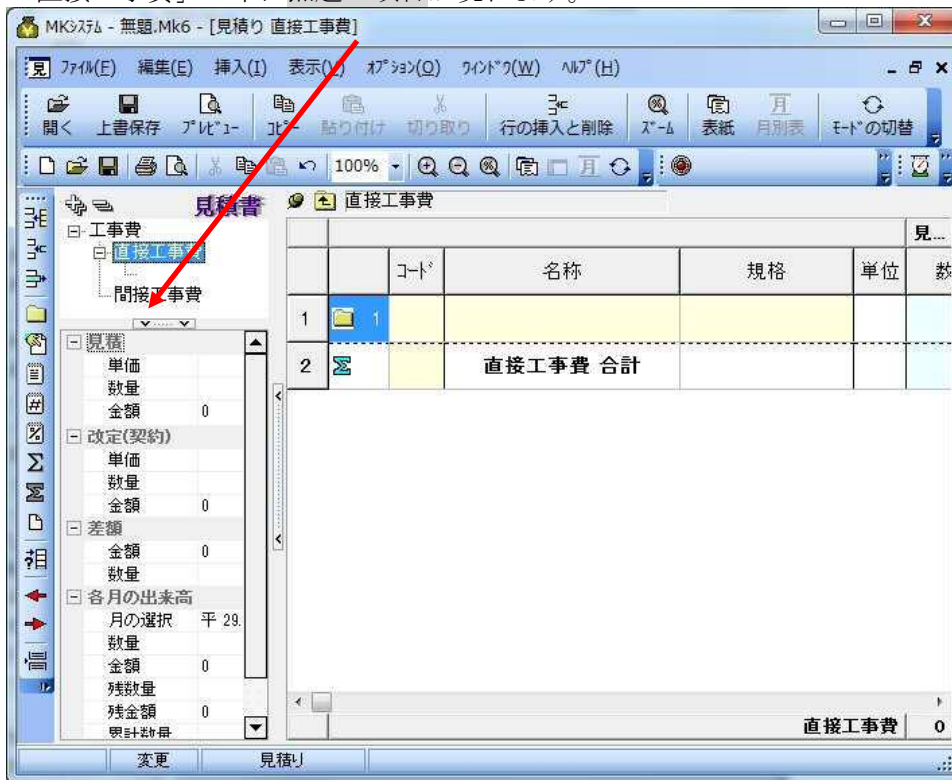 MKｼｽﾃﾑ - 無題.Mk6 - [見積り 直接工事費]
見 ﾌｧｲﾙ(F) 編集(E) 挿入(I) 表示(V) ｵﾌﾟｼｮﾝ(O) ｳｨﾝﾄﾞｳ(W) ﾍﾙﾌﾟ(H)
開く 上書保存 ﾌﾟﾚﾋﾞｭｰ ｺﾋﾟｰ 貼り付け 切り取り 行の挿入と削除 ｽﾞｰﾑ 表紙 月別表 ﾓｰﾄﾞの切替
100%
見積書
直接工事費
工事費
直接工事費
間接工事費
見...
ｺｰﾄﾞ 名称 規格 単位 数
1 1
2 Σ 直接工事費 合計
見積
単価
数量
金額 0
改定(契約)
単価
数量
金額 0
差額
金額 0
数量
各月の出来高
月の選択 平 29.
数量
金額 0
残数量
残金額 0
累計数量
直接工事費 0
変更 見積り